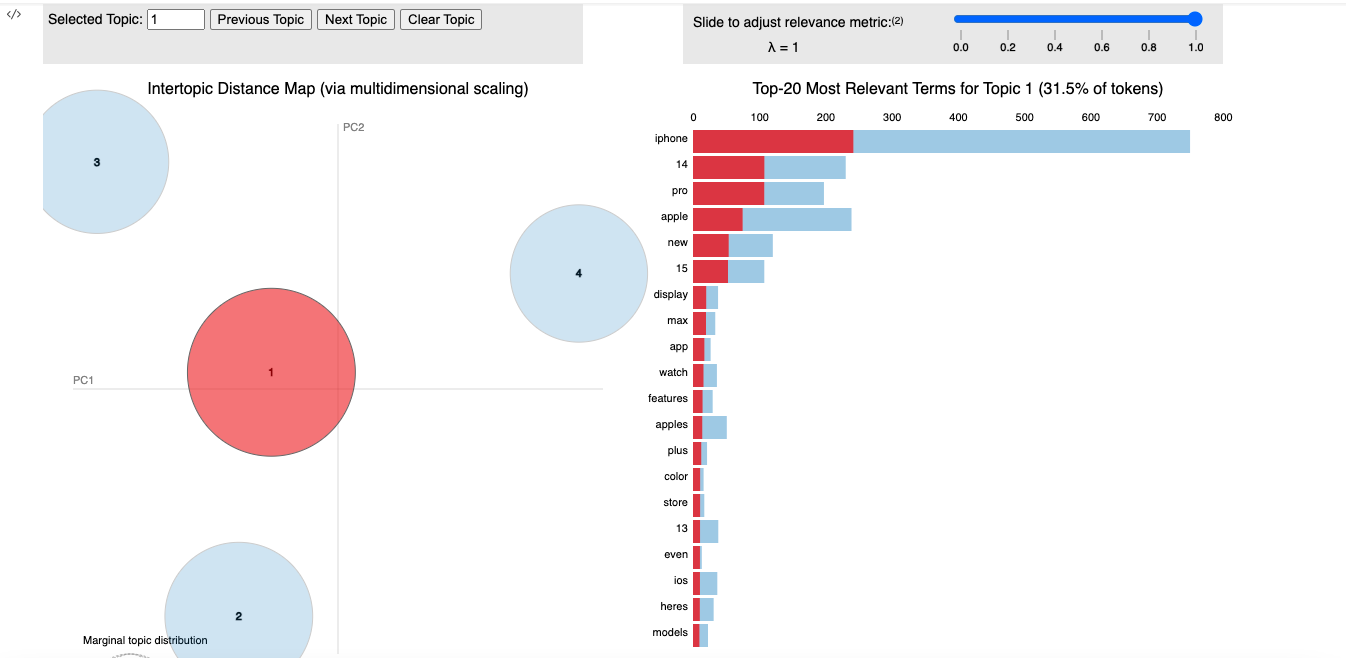 </>
Selected Topic: 1 Previous Topic Next Topic Clear Topic
Slide to adjust relevance metric:(2)
λ = 1
0.0 0.2 0.4 0.6 0.8 1.0
Intertopic Distance Map (via multidimensional scaling)
PC2
PC1
3
4
1
2
Marginal topic distribution
Top-20 Most Relevant Terms for Topic 1 (31.5% of tokens)
0 100 200 300 400 500 600 700 800
iphone
14
pro
apple
new
15
display
max
app
watch
features
apples
plus
color
store
13
even
ios
heres
models